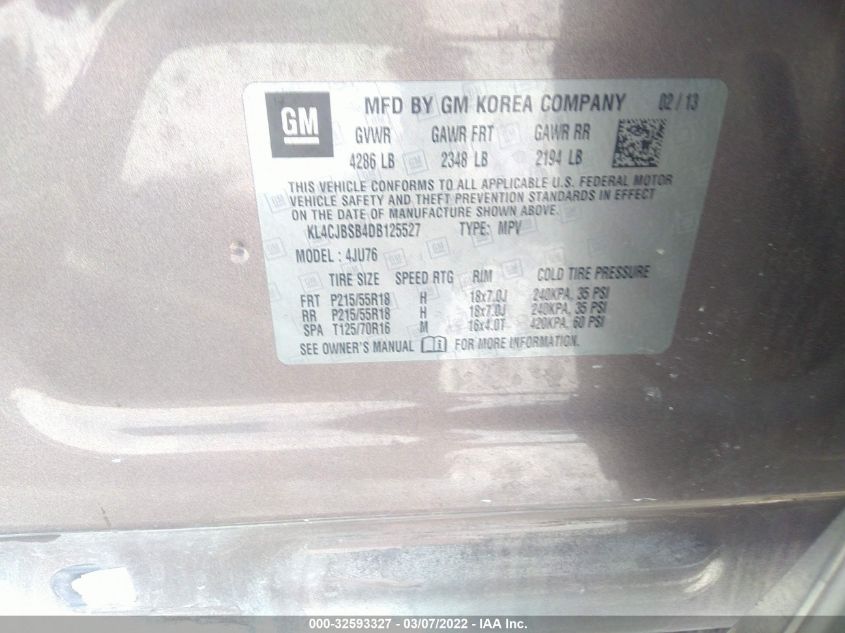 GM
MFD BY GM KOREA COMPANY 02/13
GVWR GAWR FRT GAWR RR
4286 LB 2348 LB 2194 LB
THIS VEHICLE CONFORMS TO ALL APPLICABLE U.S. FEDERAL MOTOR
VEHICLE SAFETY AND THEFT PREVENTION STANDARDS IN EFFECT
ON THE DATE OF MANUFACTURE SHOWN ABOVE.
KL4CJBSB4DB125527 TYPE: MPV
MODEL : 4JU76
TIRE SIZE SPEED RTG RIM COLD TIRE PRESSURE
FRT P215/55R18 H 18x7.0J 240KPA, 35 PSI
RR P215/55R18 H 18x7.0J 240KPA, 35 PSI
SPA T125/70R16 M 16x4.0T 420KPA, 60 PSI
SEE OWNER'S MANUAL FOR MORE INFORMATION.
000-32593327 - 03/07/2022 - IAA Inc.